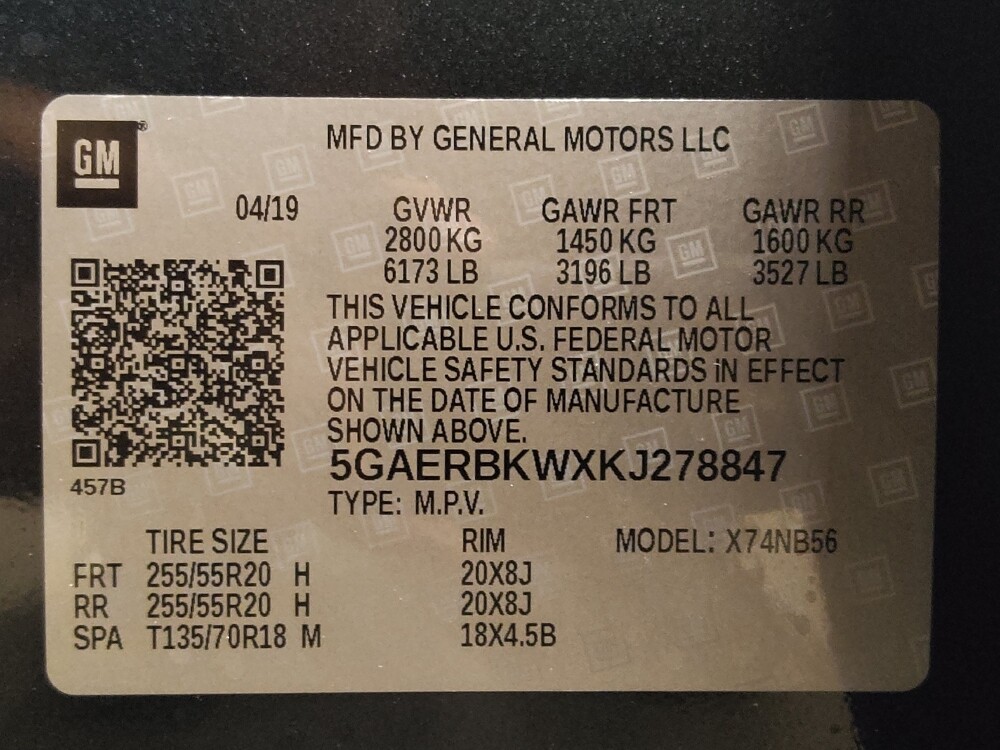 GM
MFD BY GENERAL MOTORS LLC
04/19 GVWR GAWR FRT GAWR RR
2800 KG 1450 KG 1600 KG
6173 LB 3196 LB 3527 LB
THIS VEHICLE CONFORMS TO ALL
APPLICABLE U.S. FEDERAL MOTOR
VEHICLE SAFETY STANDARDS iN EFFECT
ON THE DATE OF MANUFACTURE
SHOWN ABOVE.
5GAERBKWXKJ278847
457B
TYPE: M.P.V.
TIRE SIZE RIM MODEL: X74NB56
FRT 255/55R20 H 20X8J
RR 255/55R20 H 20X8J
SPA T135/70R18 M 18X4.5B